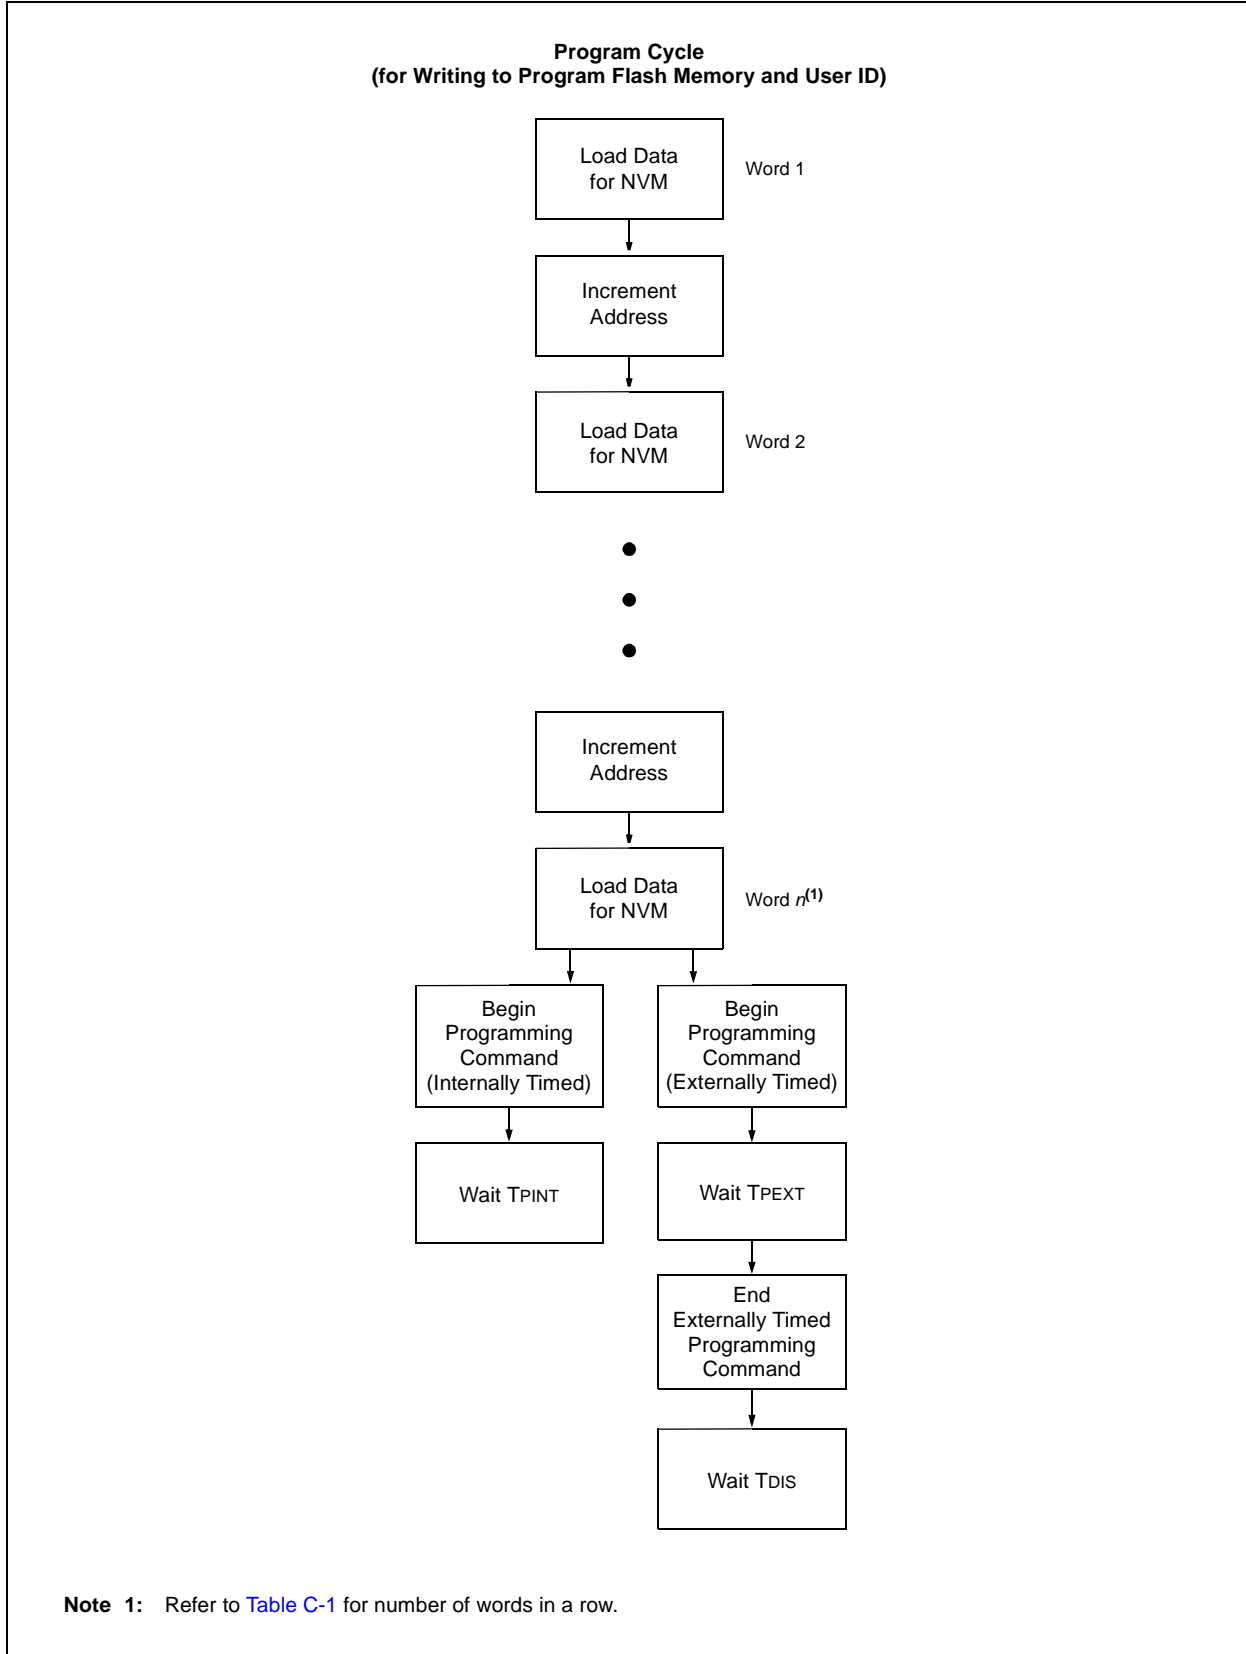 Program Cycle
(for Writing to Program Flash Memory and User ID)
Load Data
for NVM
Word 1
Increment
Address
Load Data
for NVM
Word 2
Increment
Address
Load Data
for NVM
Word n(1)
Begin
Programming
Command
(Internally Timed)
Begin
Programming
Command
(Externally Timed)
Wait TPINT
Wait TPEXT
End
Externally Timed
Programming
Command
Wait TDIS
Note 1: Refer to Table C-1 for number of words in a row.